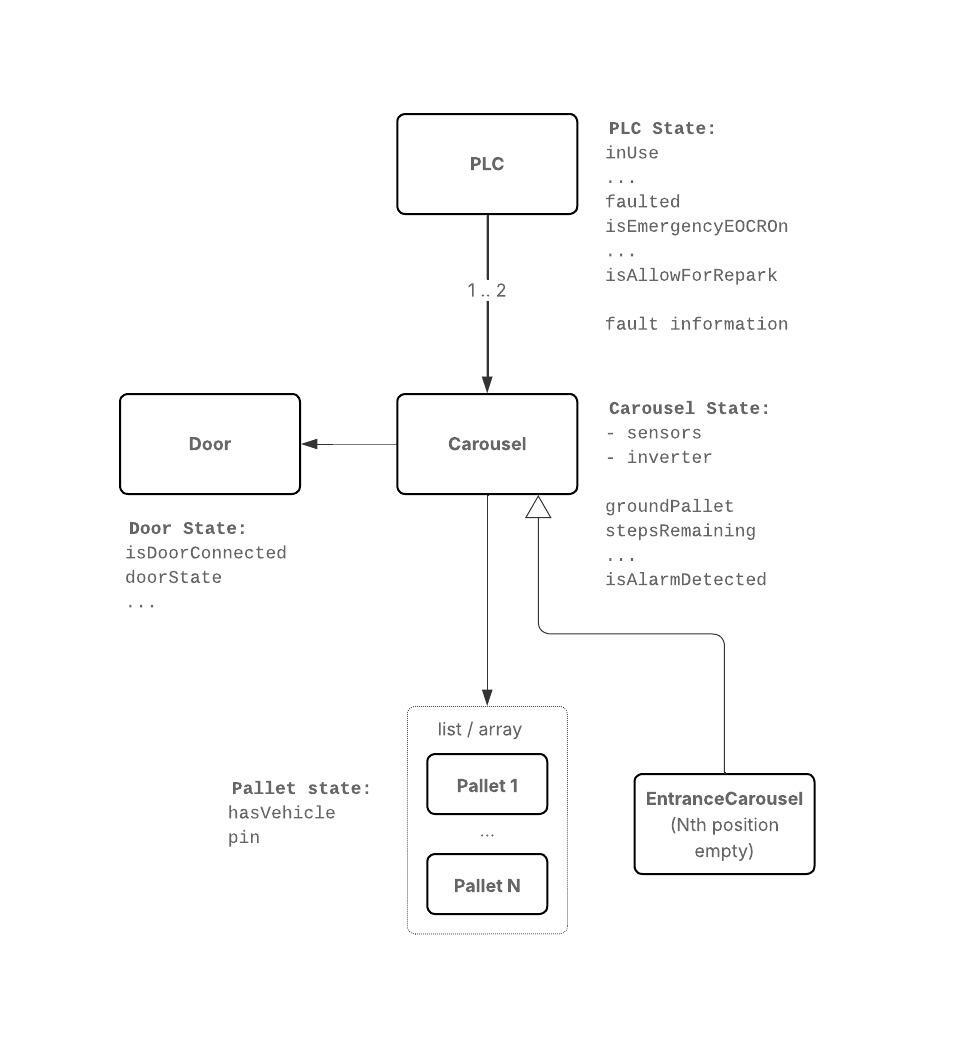 PLC
PLC State:
inUse
...
faulted
isEmergencyEOCROn
...
isAllowForRepark
fault information
1 .. 2
Door
Carousel
Carousel State:
- sensors
- inverter
groundPallet
stepsRemaining
...
isAlarmDetected
Door State:
isDoorConnected
doorState
...
list / array
Pallet 1
...
Pallet N
Pallet state:
hasVehicle
pin
EntranceCarousel
(Nth position
empty)